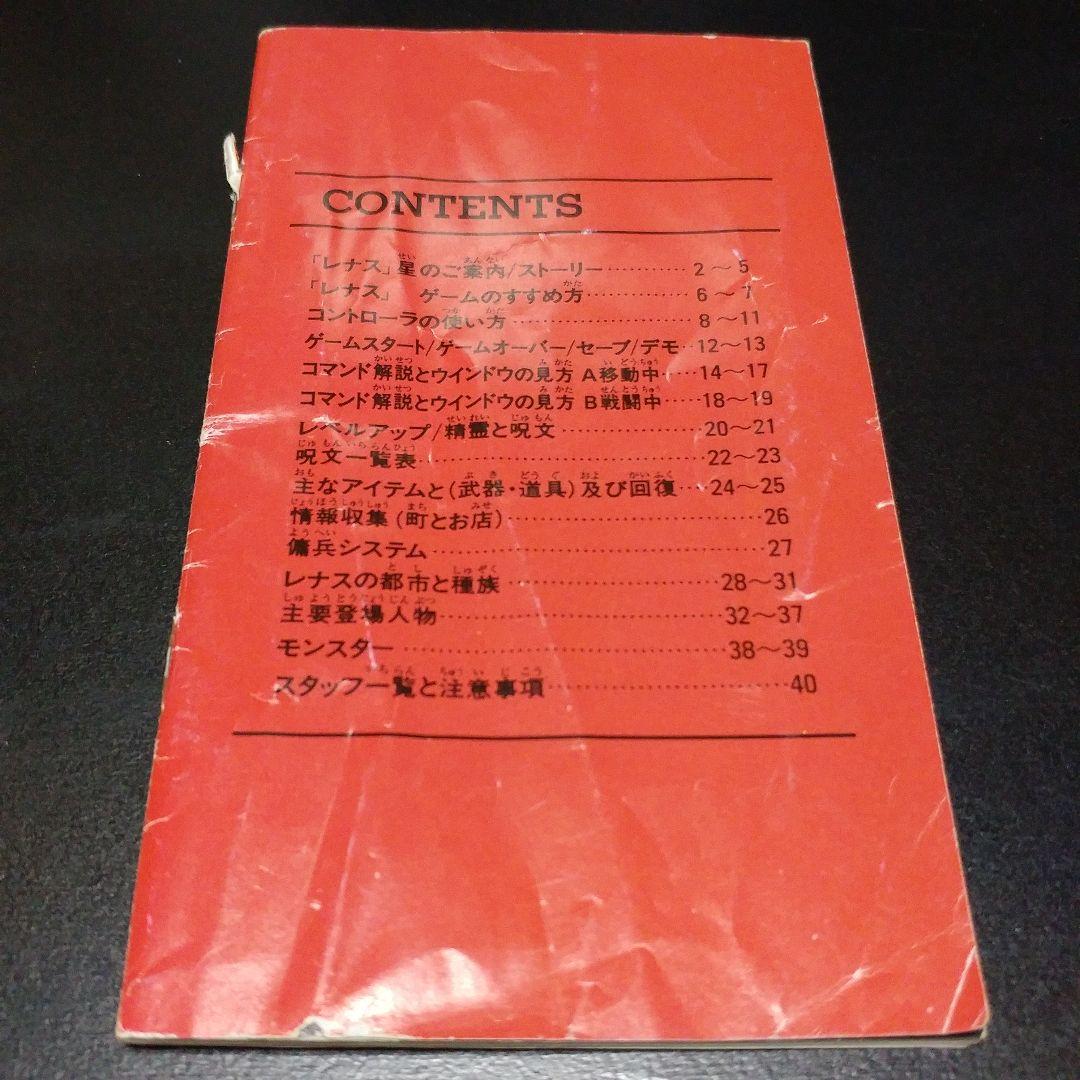 CONTENTS
「レナス」星のご案内/ストーリー…………2～5
「レナス」 ゲームのすすめ方……………6～7
コントローラの使い方…………………………8～11
ゲームスタート/ゲームオーバー/セーブ/デモ…12～13
コマンド解説とウインドウの見方 A移動中……14～17
コマンド解説とウインドウの見方 B戦闘中……18～19
レベルアップ/精霊と呪文……………………20～21
呪文一覧表………………………………………22～23
主なアイテムと(武器・道具)及び回復……24～25
情報収集(町とお店)……………………………26
傭兵システム……………………………………27
レナスの都市と種族……………………………28～31
主要登場人物……………………………………32～37
モンスター………………………………………38～39
スタッフ一覧と注意事項………………………40